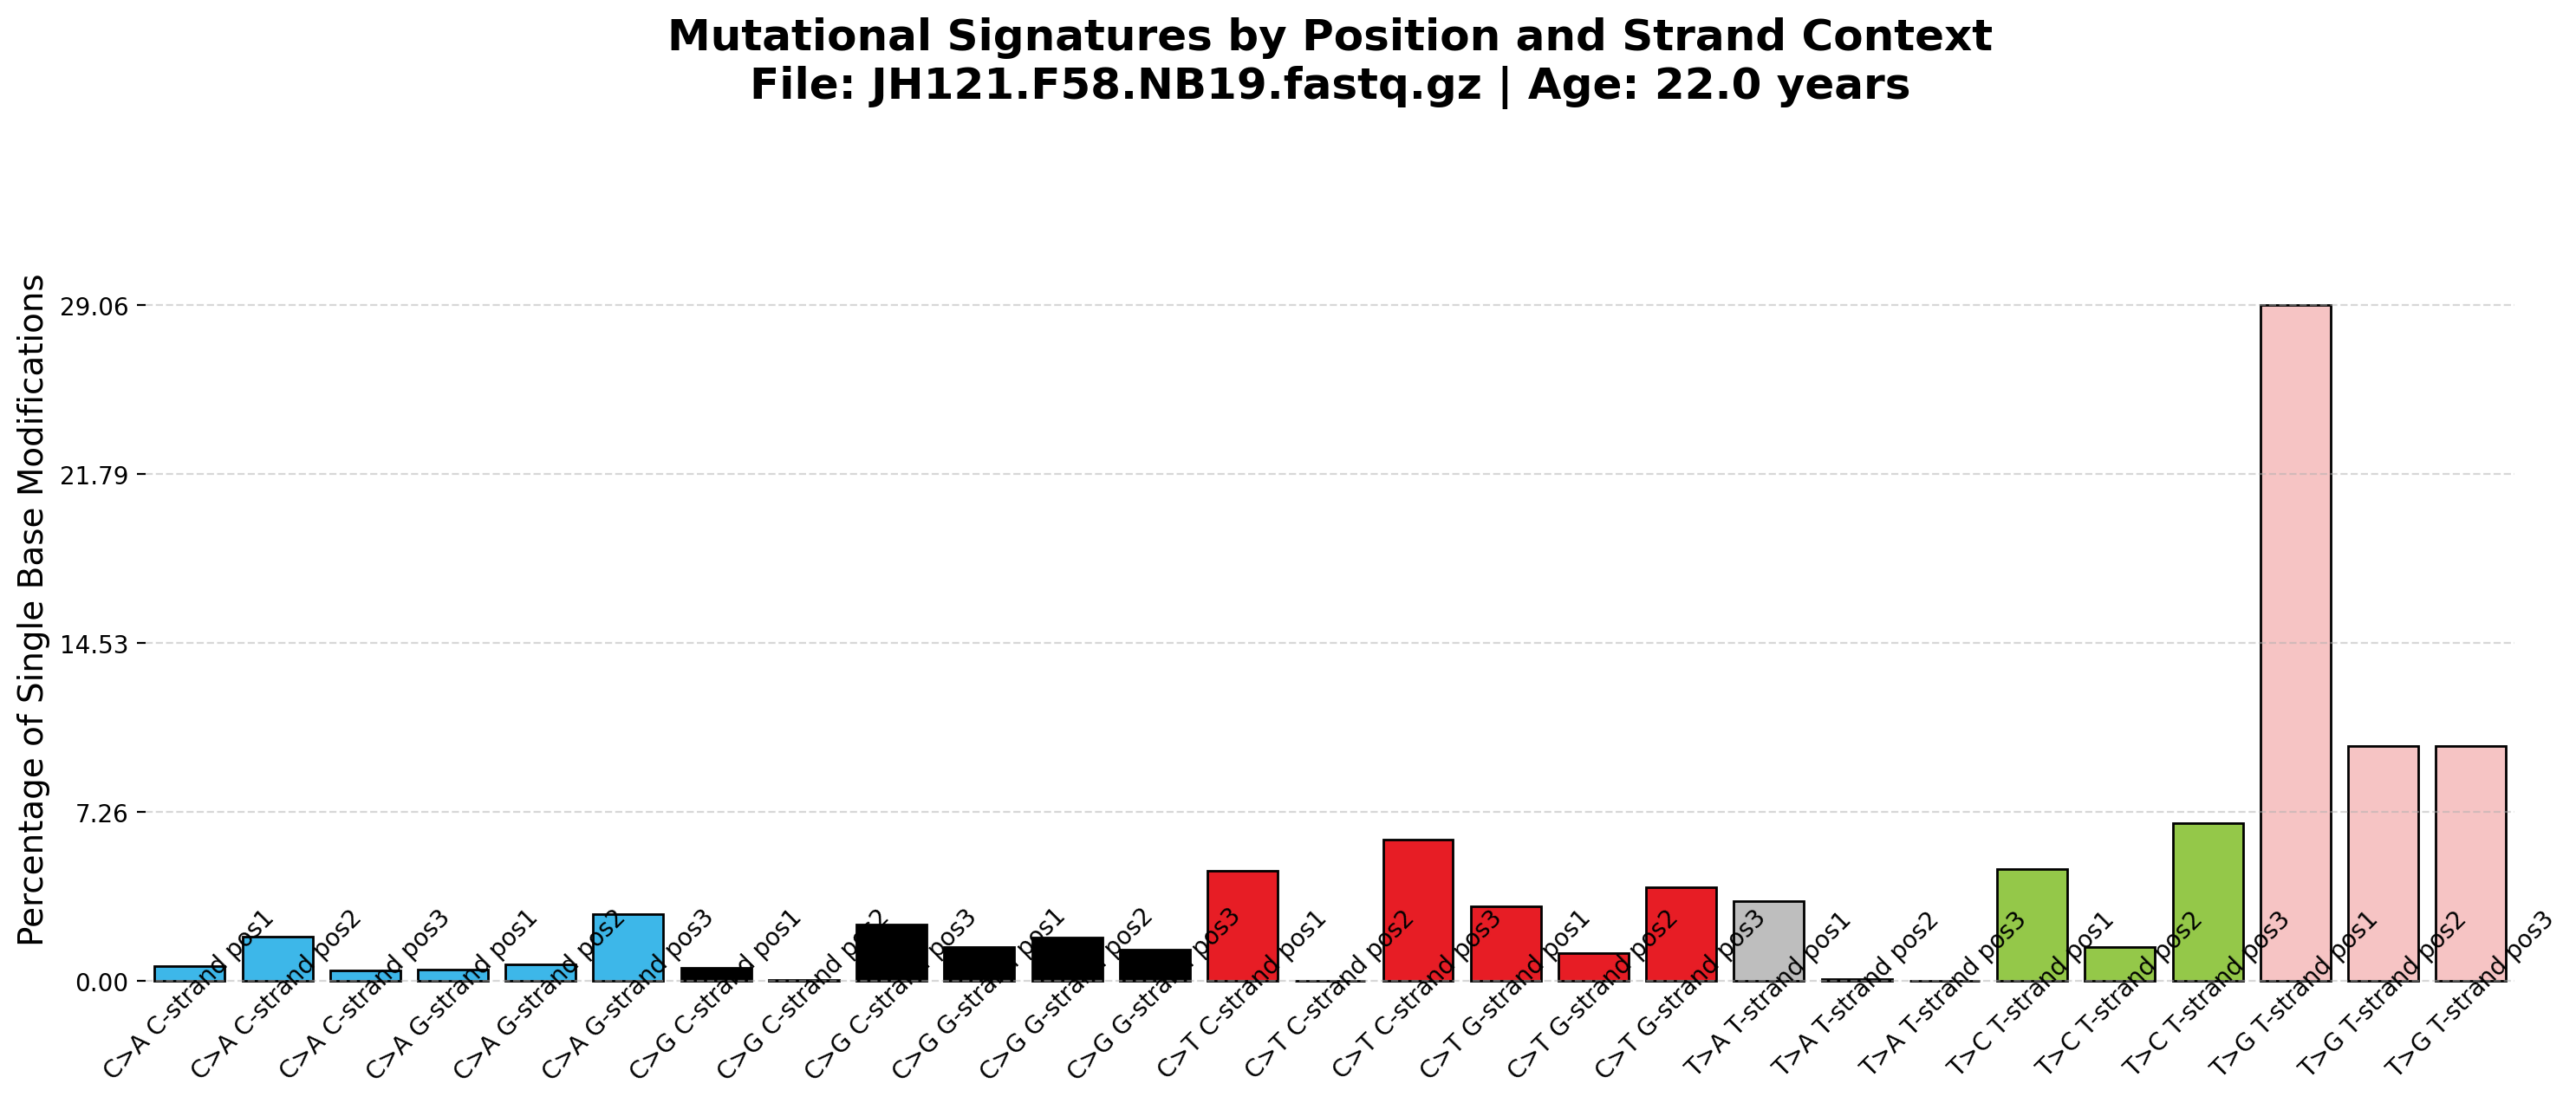 Mutational Signatures by Position and Strand Context
File: JH121.F58.NB19.fastq.gz | Age: 22.0 years
Percentage of Single Base Modifications
29.06
21.79
14.53
7.26
0.00
C>A C-strand pos1
C>A C-strand pos2
C>A C-strand pos3
C>A G-strand pos1
C>A G-strand pos2
C>A G-strand pos3
C>G C-strand pos1
C>G C-strand pos2
C>G C-strand pos3
C>G G-strand pos1
C>G G-strand pos2
C>G G-strand pos3
C>T C-strand pos1
C>T C-strand pos2
C>T C-strand pos3
C>T G-strand pos1
C>T G-strand pos2
C>T G-strand pos3
T>A T-strand pos1
T>A T-strand pos2
T>A T-strand pos3
T>C T-strand pos1
T>C T-strand pos2
T>C T-strand pos3
T>G T-strand pos1
T>G T-strand pos2
T>G T-strand pos3